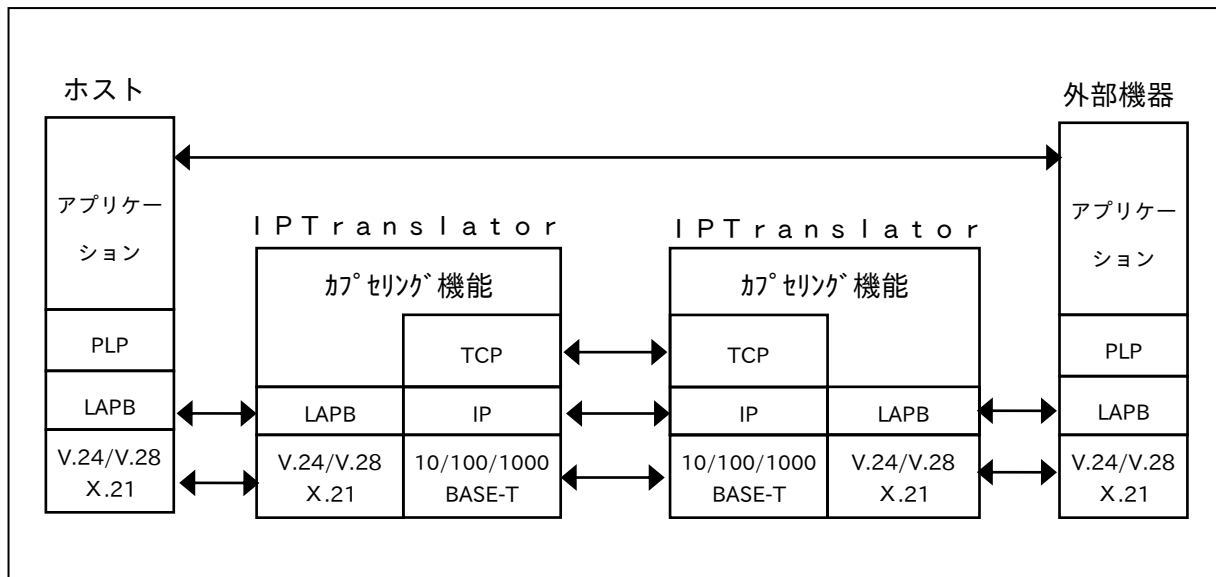 ホスト
アプリケー
ション
PLP
LAPB
V.24/V.28
X.21
IPTranslator
ｶﾌﾟｾﾘﾝｸﾞ機能
TCP
LAPB
IP
V.24/V.28
X.21
10/100/1000
BASE-T
IPTranslator
ｶﾌﾟｾﾘﾝｸﾞ機能
TCP
IP
LAPB
10/100/1000
BASE-T
V.24/V.28
X.21
外部機器
アプリケー
ション
PLP
LAPB
V.24/V.28
X.21